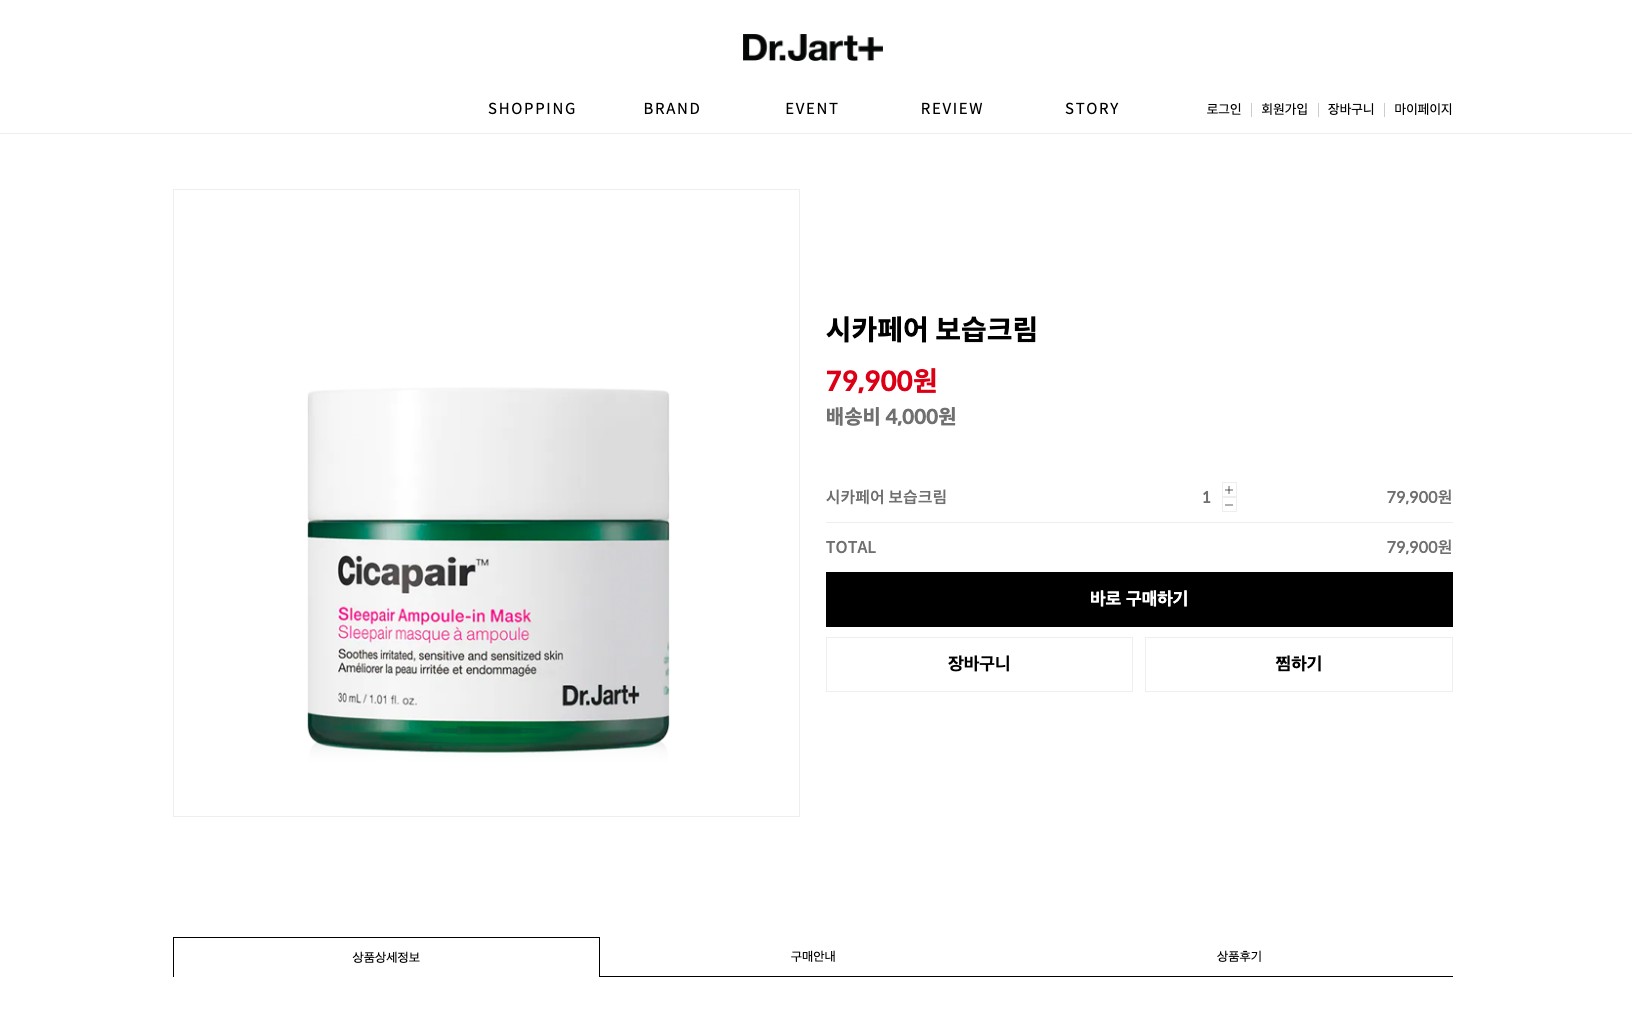 Dr.Jart+
SHOPPING BRAND EVENT REVIEW STORY 로그인 회원가입 장바구니 마이페이지
Cicapair™
Sleepair Ampoule-in Mask
Sleepair masque à ampoule
Soothes irritated, sensitive and sensitized skin
Améliorer la peau irritée et endommagée
30 mL / 1.01 fl. oz.
Dr.Jart+
시카페어 보습크림
79,900원
배송비 4,000원
시카페어 보습크림 1 + − 79,900원
TOTAL 79,900원
바로 구매하기
장바구니 찜하기
상품상세정보 구매안내 상품후기